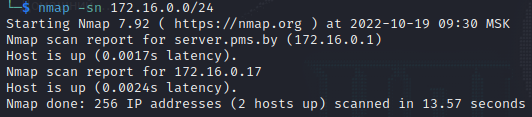 └─$ nmap -sn 172.16.0.0/24
Starting Nmap 7.92 ( https://nmap.org ) at 2022-10-19 09:30 MSK
Nmap scan report for server.pms.by (172.16.0.1)
Host is up (0.0017s latency).
Nmap scan report for 172.16.0.17
Host is up (0.0024s latency).
Nmap done: 256 IP addresses (2 hosts up) scanned in 13.57 seconds